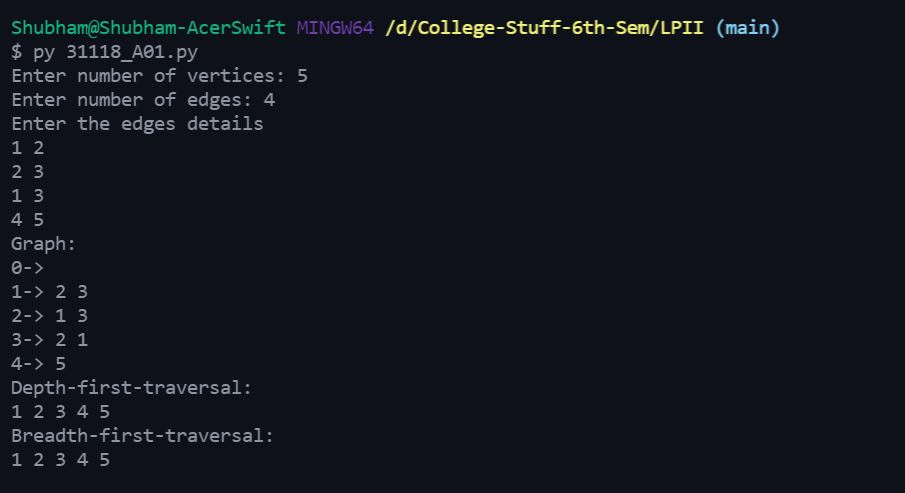 Shubham@Shubham-AcerSwift MINGW64 /d/College-Stuff-6th-Sem/LPII (main)
$ py 31118_A01.py
Enter number of vertices: 5
Enter number of edges: 4
Enter the edges details
1 2
2 3
1 3
4 5
Graph:
0->
1-> 2 3
2-> 1 3
3-> 2 1
4-> 5
Depth-first-traversal:
1 2 3 4 5
Breadth-first-traversal:
1 2 3 4 5